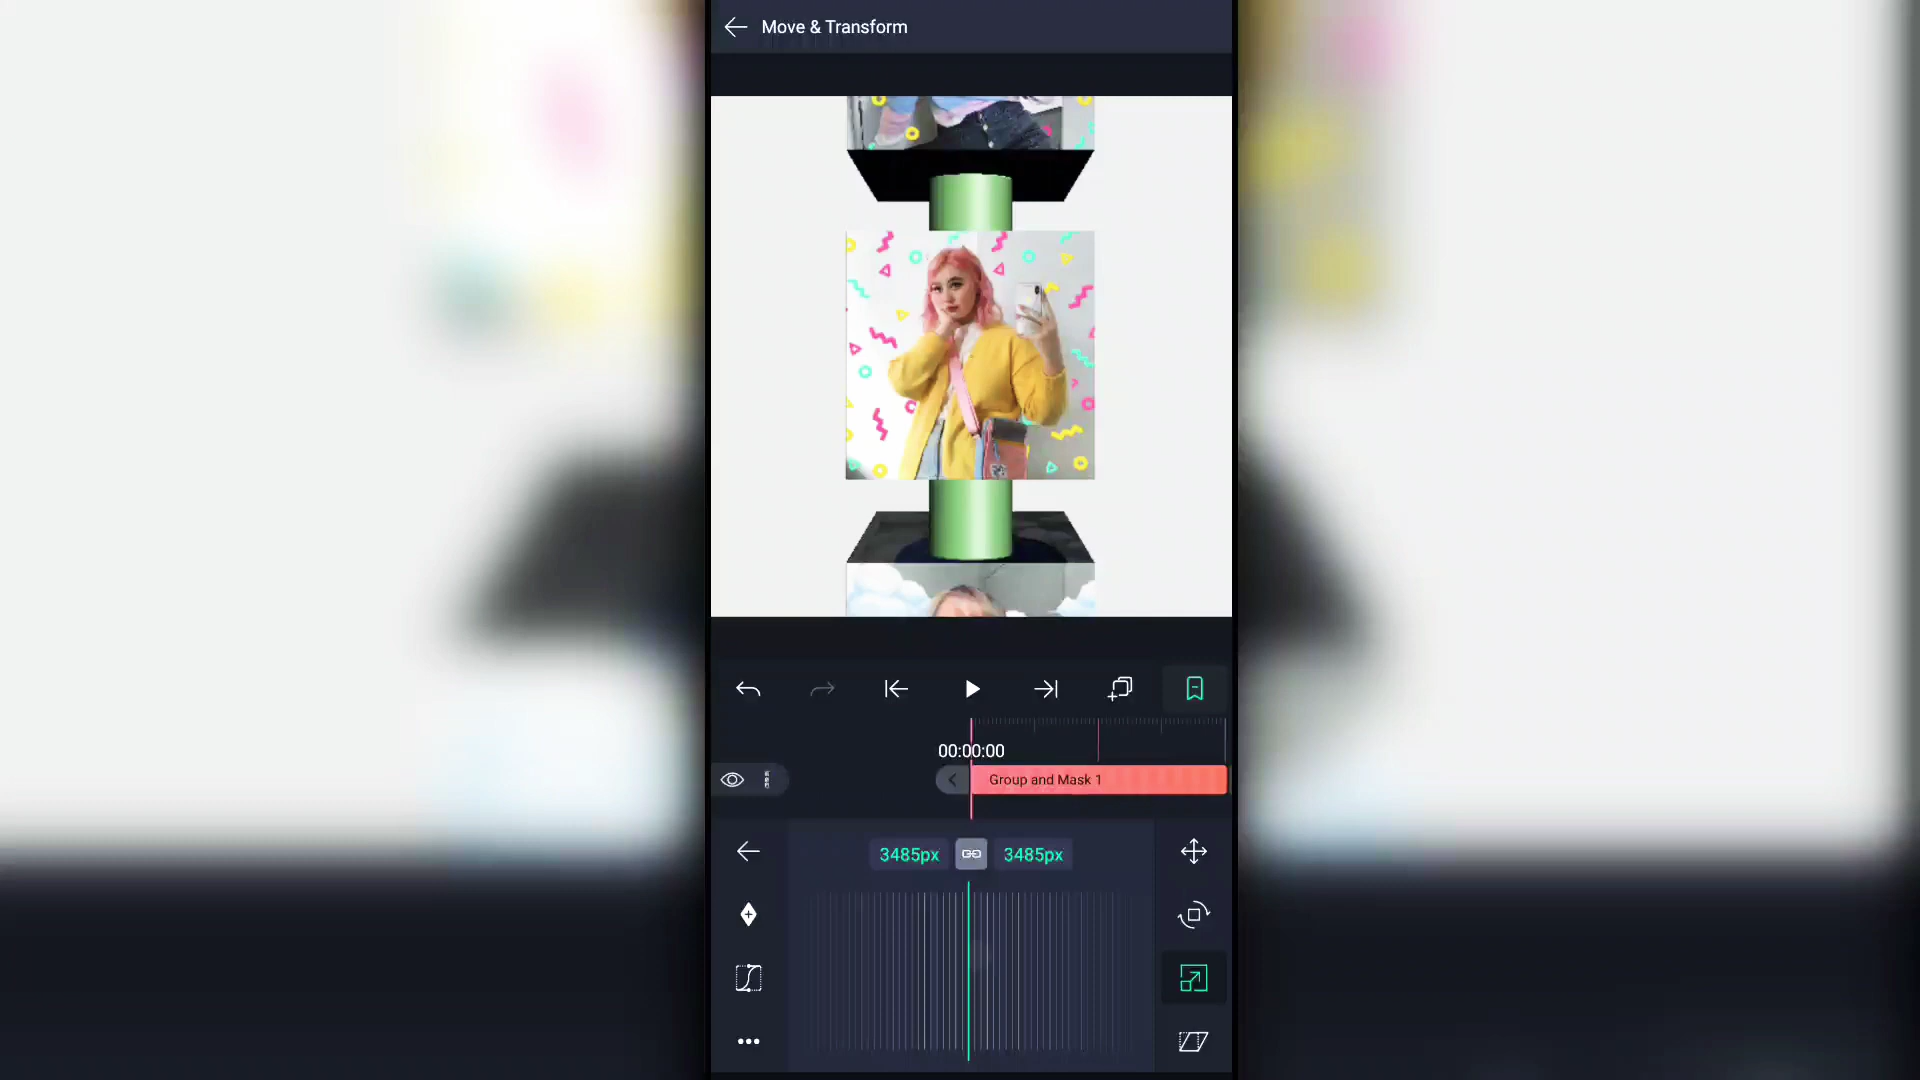 Move & Transform
00:00:00
Group and Mask 1
3485px 3485px